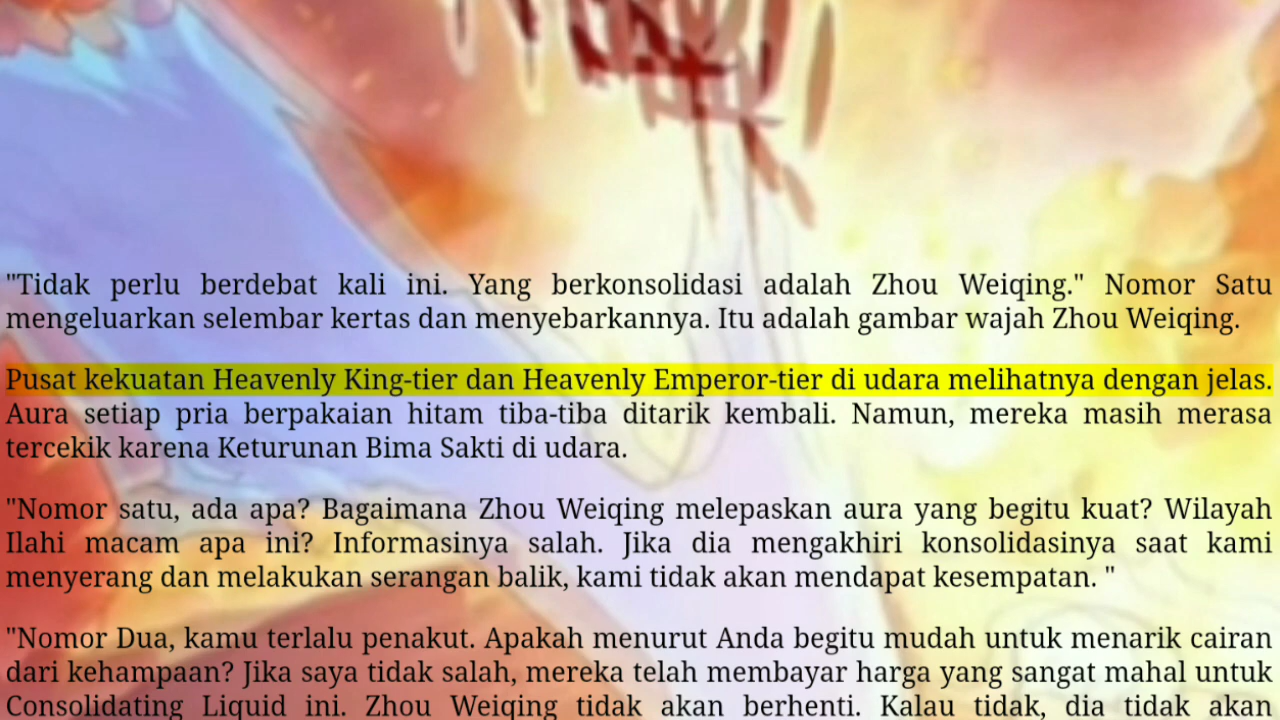 "Tidak perlu berdebat kali ini. Yang berkonsolidasi adalah Zhou Weiqing." Nomor Satu
mengeluarkan selembar kertas dan menyebarkannya. Itu adalah gambar wajah Zhou Weiqing.
Pusat kekuatan Heavenly King-tier dan Heavenly Emperor-tier di udara melihatnya dengan jelas.
Aura setiap pria berpakaian hitam tiba-tiba ditarik kembali. Namun, mereka masih merasa
tercekik karena Keturunan Bima Sakti di udara.
"Nomor satu, ada apa? Bagaimana Zhou Weiqing melepaskan aura yang begitu kuat? Wilayah
Ilahi macam apa ini? Informasinya salah. Jika dia mengakhiri konsolidasinya saat kami
menyerang dan melakukan serangan balik, kami tidak akan mendapat kesempatan. "
"Nomor Dua, kamu terlalu penakut. Apakah menurut Anda begitu mudah untuk menarik cairan
dari kehampaan? Jika saya tidak salah, mereka telah membayar harga yang sangat mahal untuk
Consolidating Liquid ini. Zhou Weiqing tidak akan berhenti. Kalau tidak, dia tidak akan